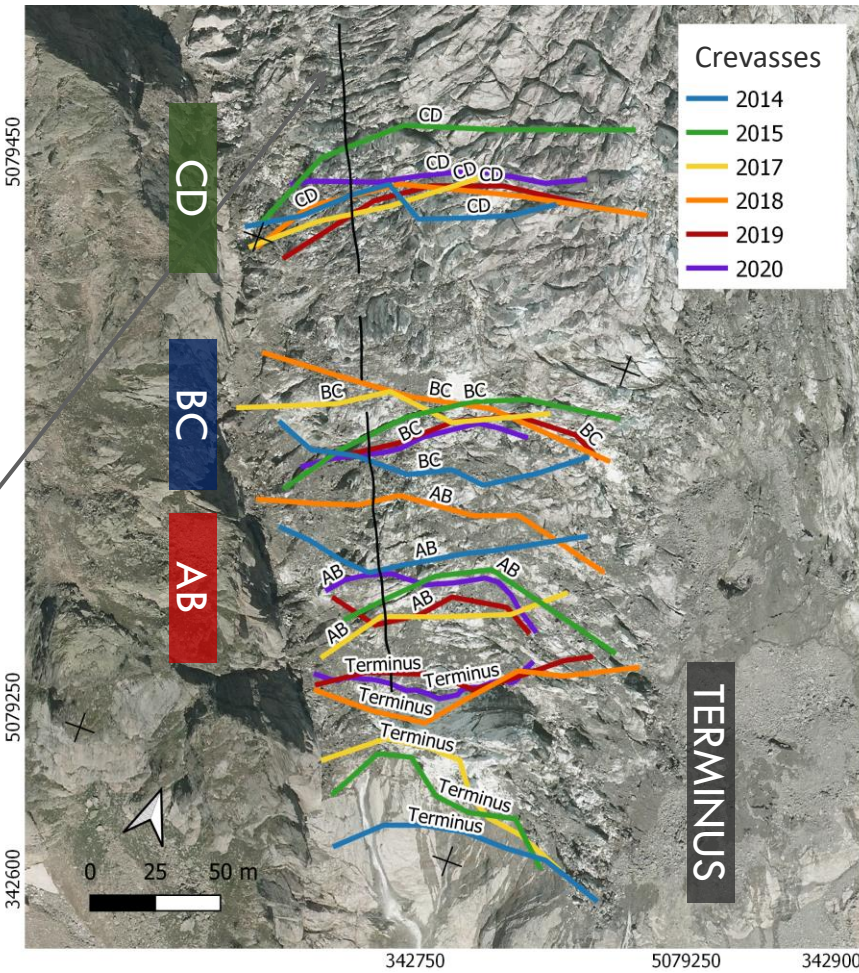 Crevasses
2014
2015
2017
2018
2019
2020
5079450
CD
CD
CD
CD
CD
CD
CD
BC
BC
BC
BC
BC
BC
BC
AB
AB
AB
AB
AB
AB
AB
Terminus
Terminus
Terminus
Terminus
Terminus
Terminus
TERMINUS
5079250
0 25 50 m
342600
342750
5079250
342900